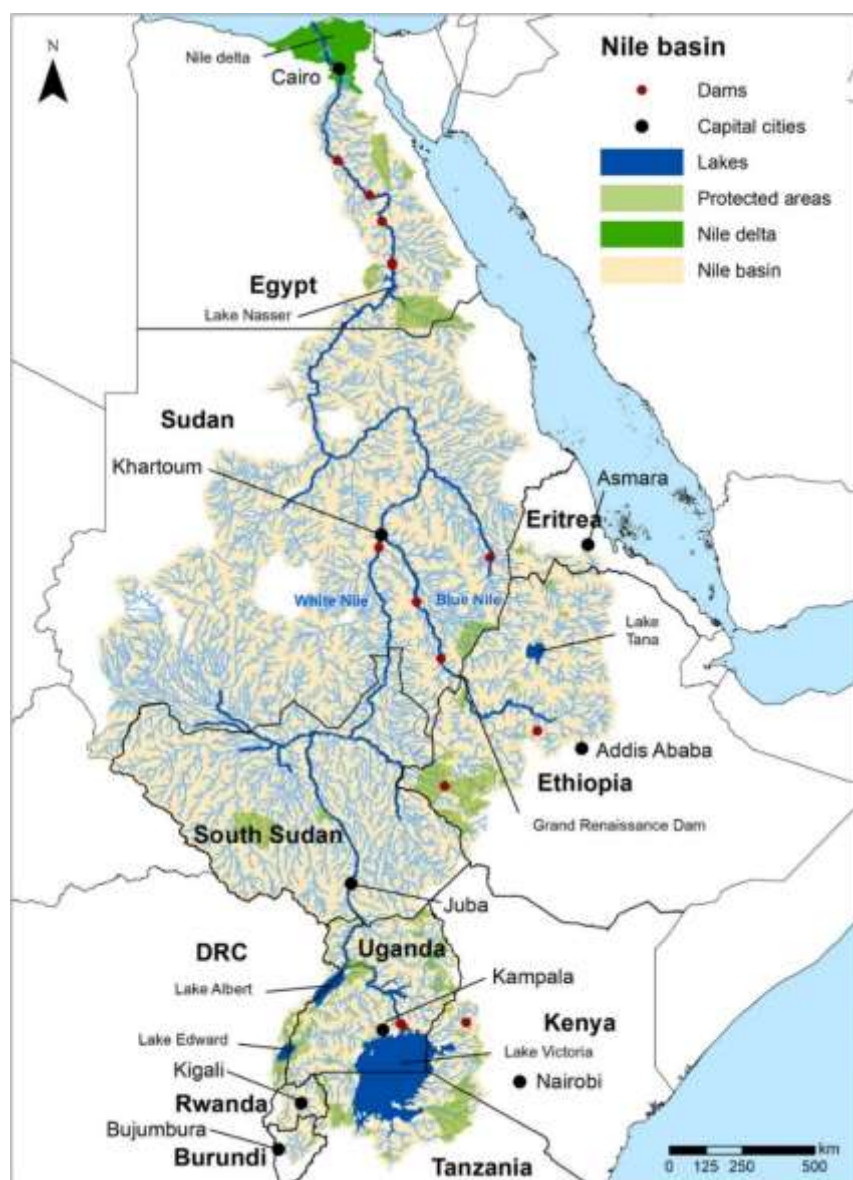 N
Nile delta
Cairo
Nile basin
Dams
Capital cities
Lakes
Protected areas
Nile delta
Nile basin
Egypt
Lake Nasser
Sudan
Khartoum
Asmara
Eritrea
White Nile
Blue Nile
Lake
Tana
Addis Ababa
Ethiopia
Grand Renaissance Dam
South Sudan
Juba
DRC
Uganda
Lake Albert
Kampala
Lake Edward
Kenya
Lake Victoria
Kigali
Nairobi
Rwanda
Bujumbura
Burundi
Tanzania
km
0 125 250 500